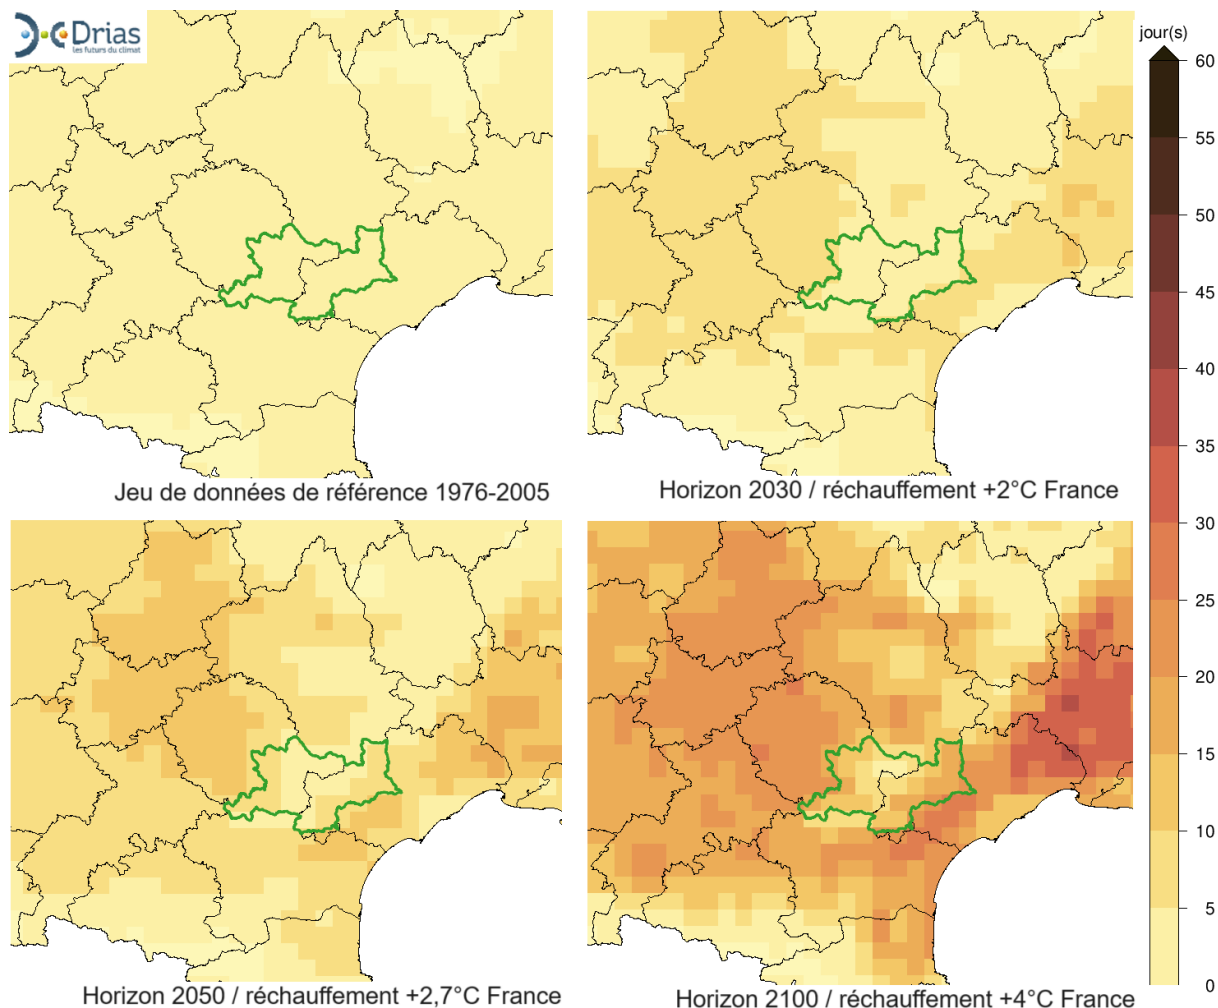 Drias
les futurs du climat
jour(s)
60
55
50
45
40
35
30
25
20
15
10
5
0
Jeu de données de référence 1976-2005
Horizon 2030 / réchauffement +2°C France
Horizon 2050 / réchauffement +2,7°C France
Horizon 2100 / réchauffement +4°C France